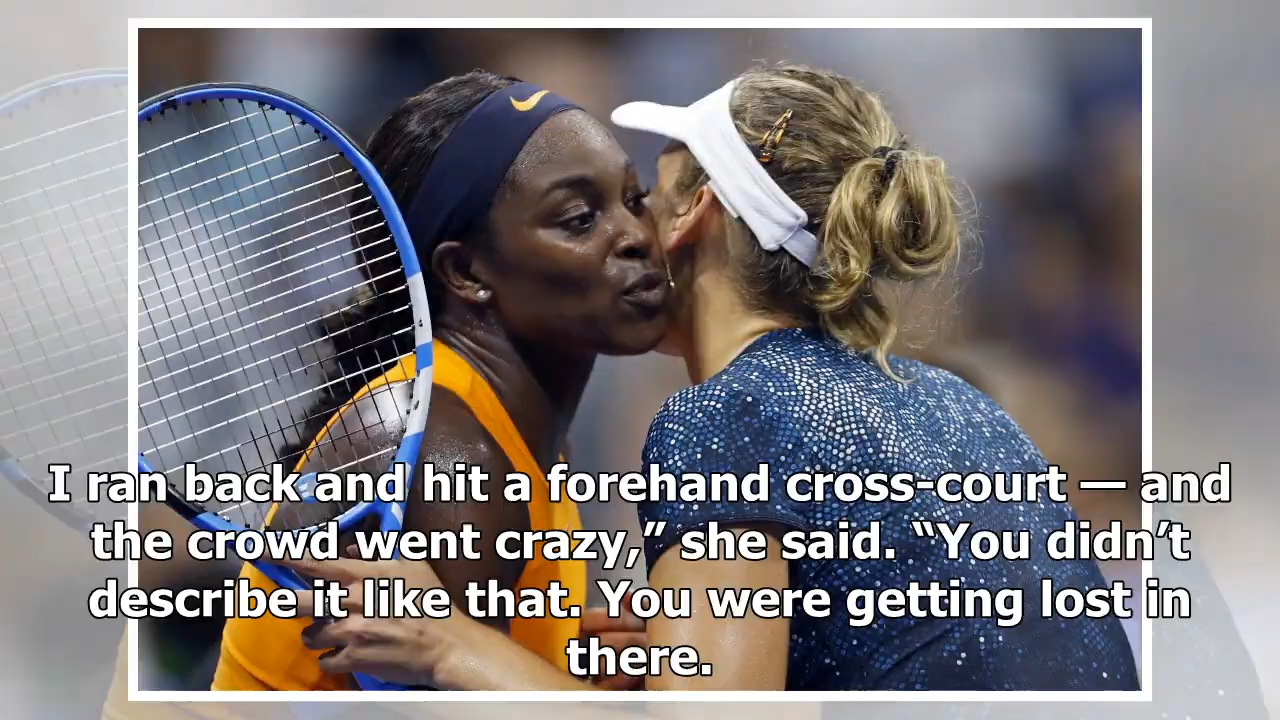 I ran back and hit a forehand cross-court — and
the crowd went crazy,” she said. “You didn’t
describe it like that. You were getting lost in
there.